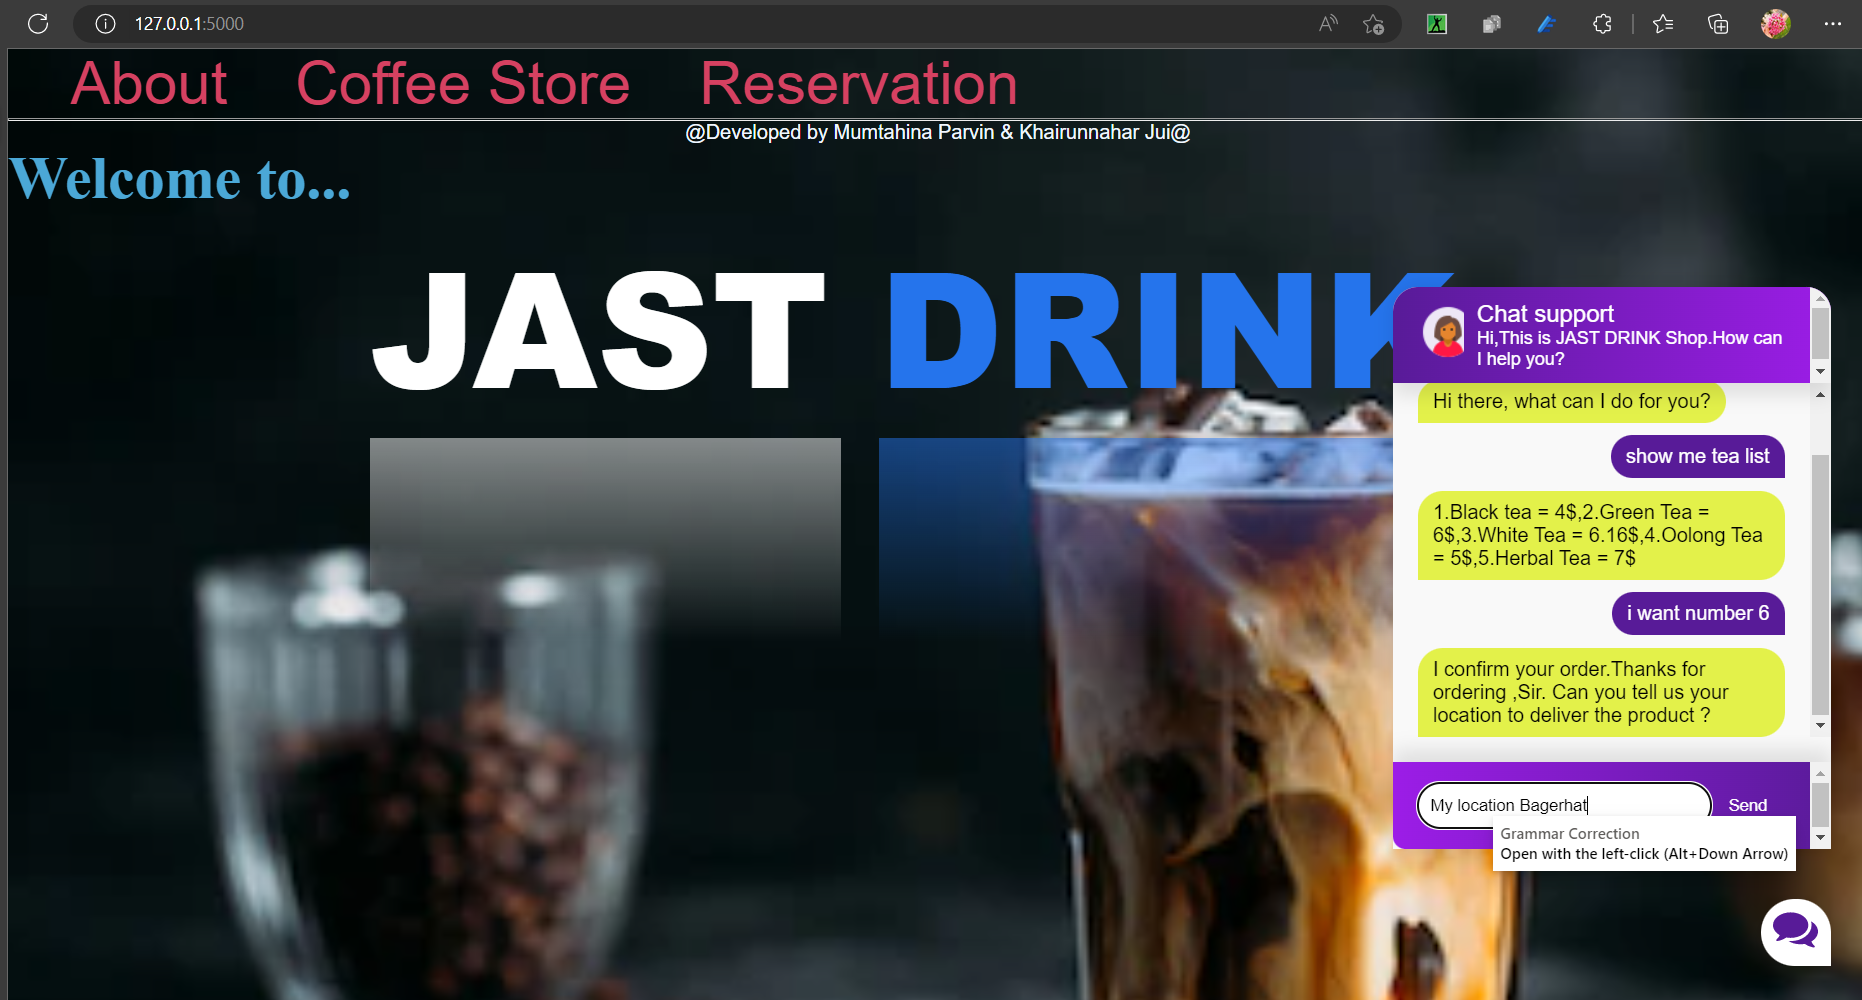 127.0.0.1:5000
About Coffee Store Reservation
@Developed by Mumtahina Parvin & Khairunnahar Jui@
Welcome to...
JAST DRINK
Chat support
Hi,This is JAST DRINK Shop.How can
I help you?
Hi there, what can I do for you?
show me tea list
1.Black tea = 4$,2.Green Tea =
6$,3.White Tea = 6.16$,4.Oolong Tea
= 5$,5.Herbal Tea = 7$
i want number 6
I confirm your order.Thanks for
ordering ,Sir. Can you tell us your
location to deliver the product ?
My location Bagerhat
Send
Grammar Correction
Open with the left-click (Alt+Down Arrow)